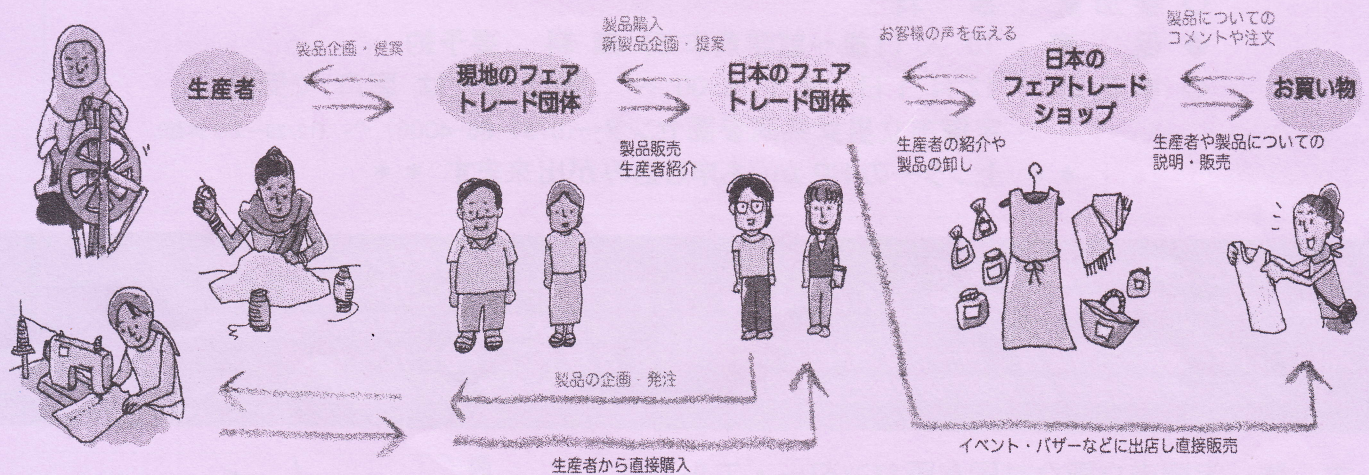 製品企画・提案
生産者
現地のフェア
トレード団体
製品購入
新製品企画・提案
製品販売
生産者紹介
日本のフェア
トレード団体
お客様の声を伝える
生産者の紹介や
製品の卸し
日本の
フェアトレード
ショップ
製品についての
コメントや注文
生産者や製品についての
説明・販売
お買い物
製品の企画・発注
生産者から直接購入
イベント・バザーなどに出店し直接販売